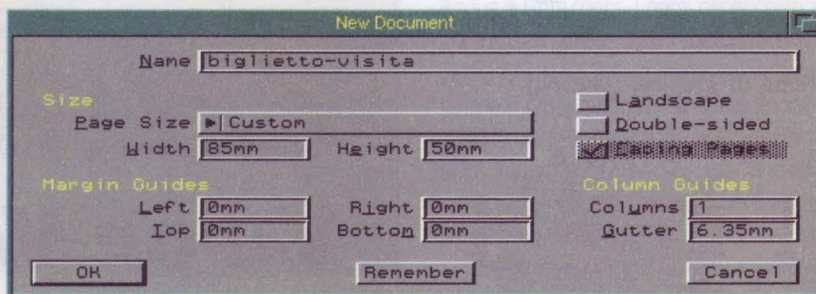 New Document
Name biglietto-visita
Size
Landscape
Page Size Custom
Double-sided
Width 85mm Height 50mm
Facing Pages
Margin Guides
Column Guides
Left 0mm Right 0mm
Columns 1
Top 0mm Bottom 0mm
Gutter 6.35mm
OK Remember Cancel